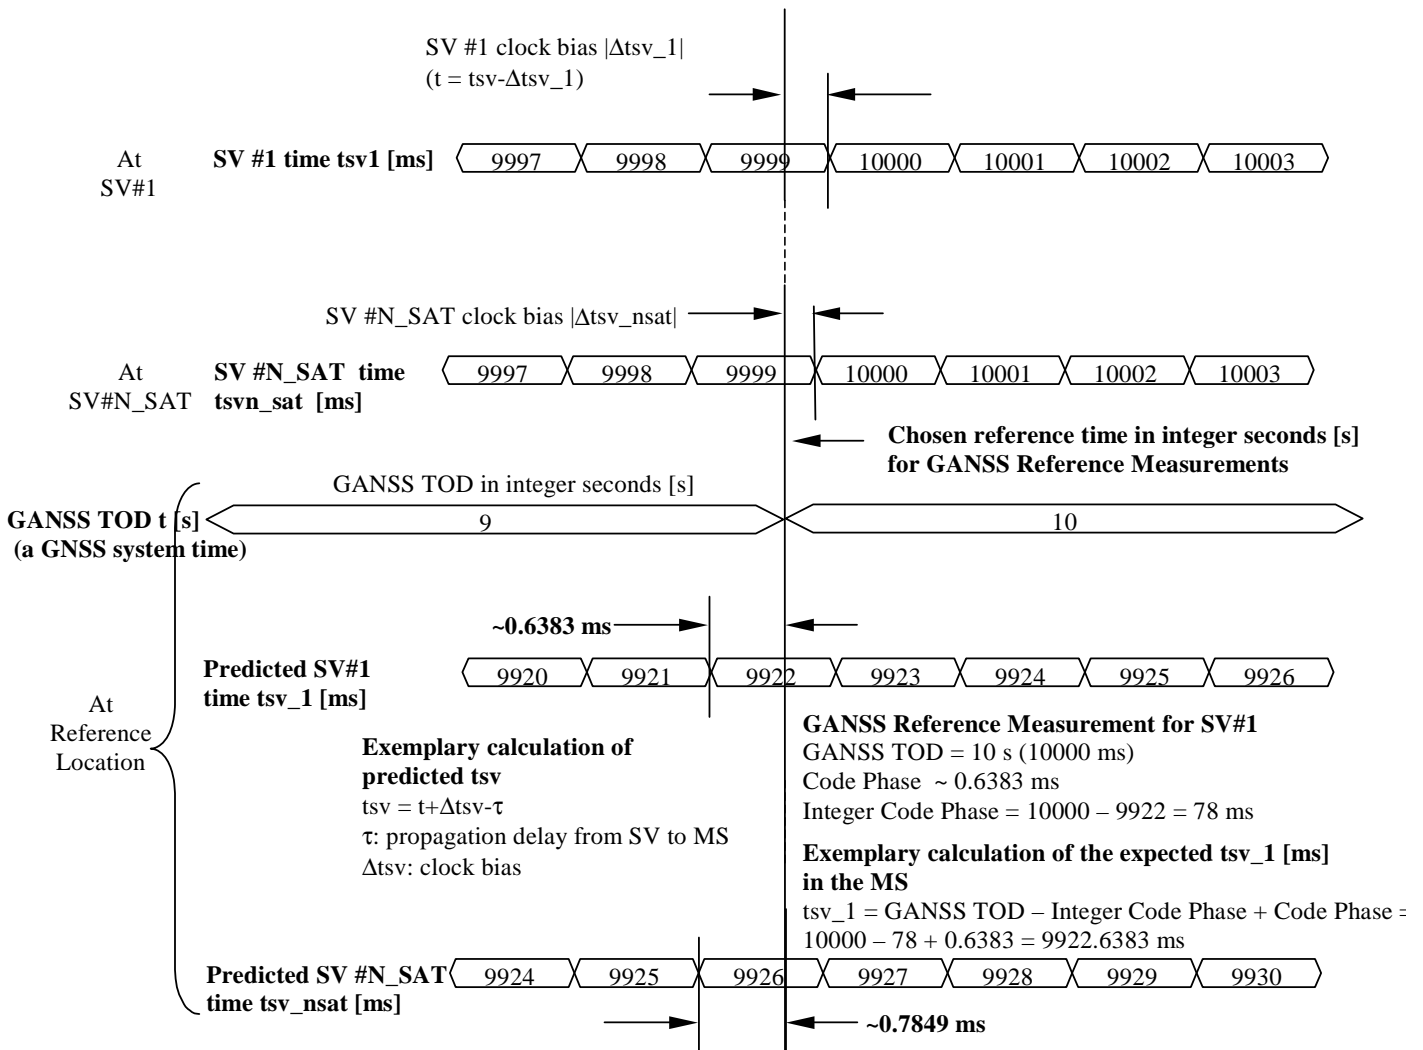 SV #1 clock bias |Δtsv_1|
(t = tsv-Δtsv_1)
At
SV#1
SV #1 time tsv1 [ms]
9997 9998 9999 10000 10001 10002 10003
SV #N_SAT clock bias |Δtsv_nsat|
At
SV#N_SAT
SV #N_SAT time
tsvn_sat [ms]
9997 9998 9999 10000 10001 10002 10003
Chosen reference time in integer seconds [s]
for GANSS Reference Measurements
GANSS TOD in integer seconds [s]
GANSS TOD t [s]
(a GNSS system time)
9 10
~0.6383 ms
Predicted SV#1
time tsv_1 [ms]
9920 9921 9922 9923 9924 9925 9926
At
Reference
Location
Exemplary calculation of
predicted tsv
tsv = t+Δtsv-τ
τ: propagation delay from SV to MS
Δtsv: clock bias
GANSS Reference Measurement for SV#1
GANSS TOD = 10 s (10000 ms)
Code Phase ~ 0.6383 ms
Integer Code Phase = 10000 – 9922 = 78 ms
Exemplary calculation of the expected tsv_1 [ms]
in the MS
tsv_1 = GANSS TOD – Integer Code Phase + Code Phase =
10000 – 78 + 0.6383 = 9922.6383 ms
Predicted SV #N_SAT
time tsv_nsat [ms]
9924 9925 9926 9927 9928 9929 9930
~0.7849 ms